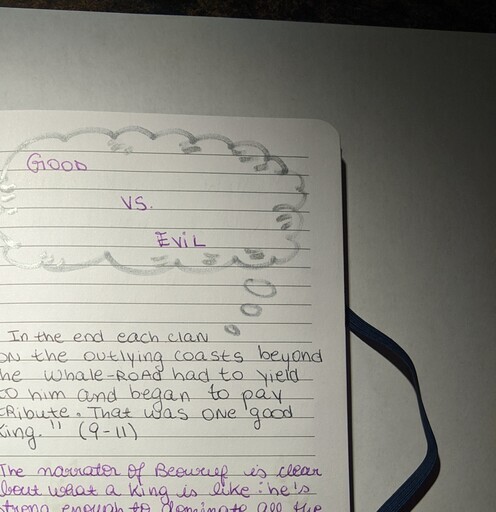 GOOD
VS.
EViL
In the end each clan
on the outlying coasts beyond
he whale-ROAd had to yield
to him and began to pay
tRibute. That was one good
King." (9-11)
The narrator of Beowulf is clear
about what a King is like: he's
strong enough to dominate all the